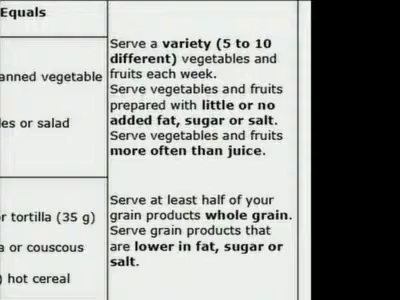 Equals
Serve a variety (5 to 10
different) vegetables and
fruits each week.
Serve vegetables and fruits
prepared with little or no
added fat, sugar or salt.
Serve vegetables and fruits
more often than juice.
vegetable
or salad
Serve at least half of your
grain products whole grain.
Serve grain products that
are lower in fat, sugar or
salt.
tortilla (35 g)
or couscous
) hot cereal